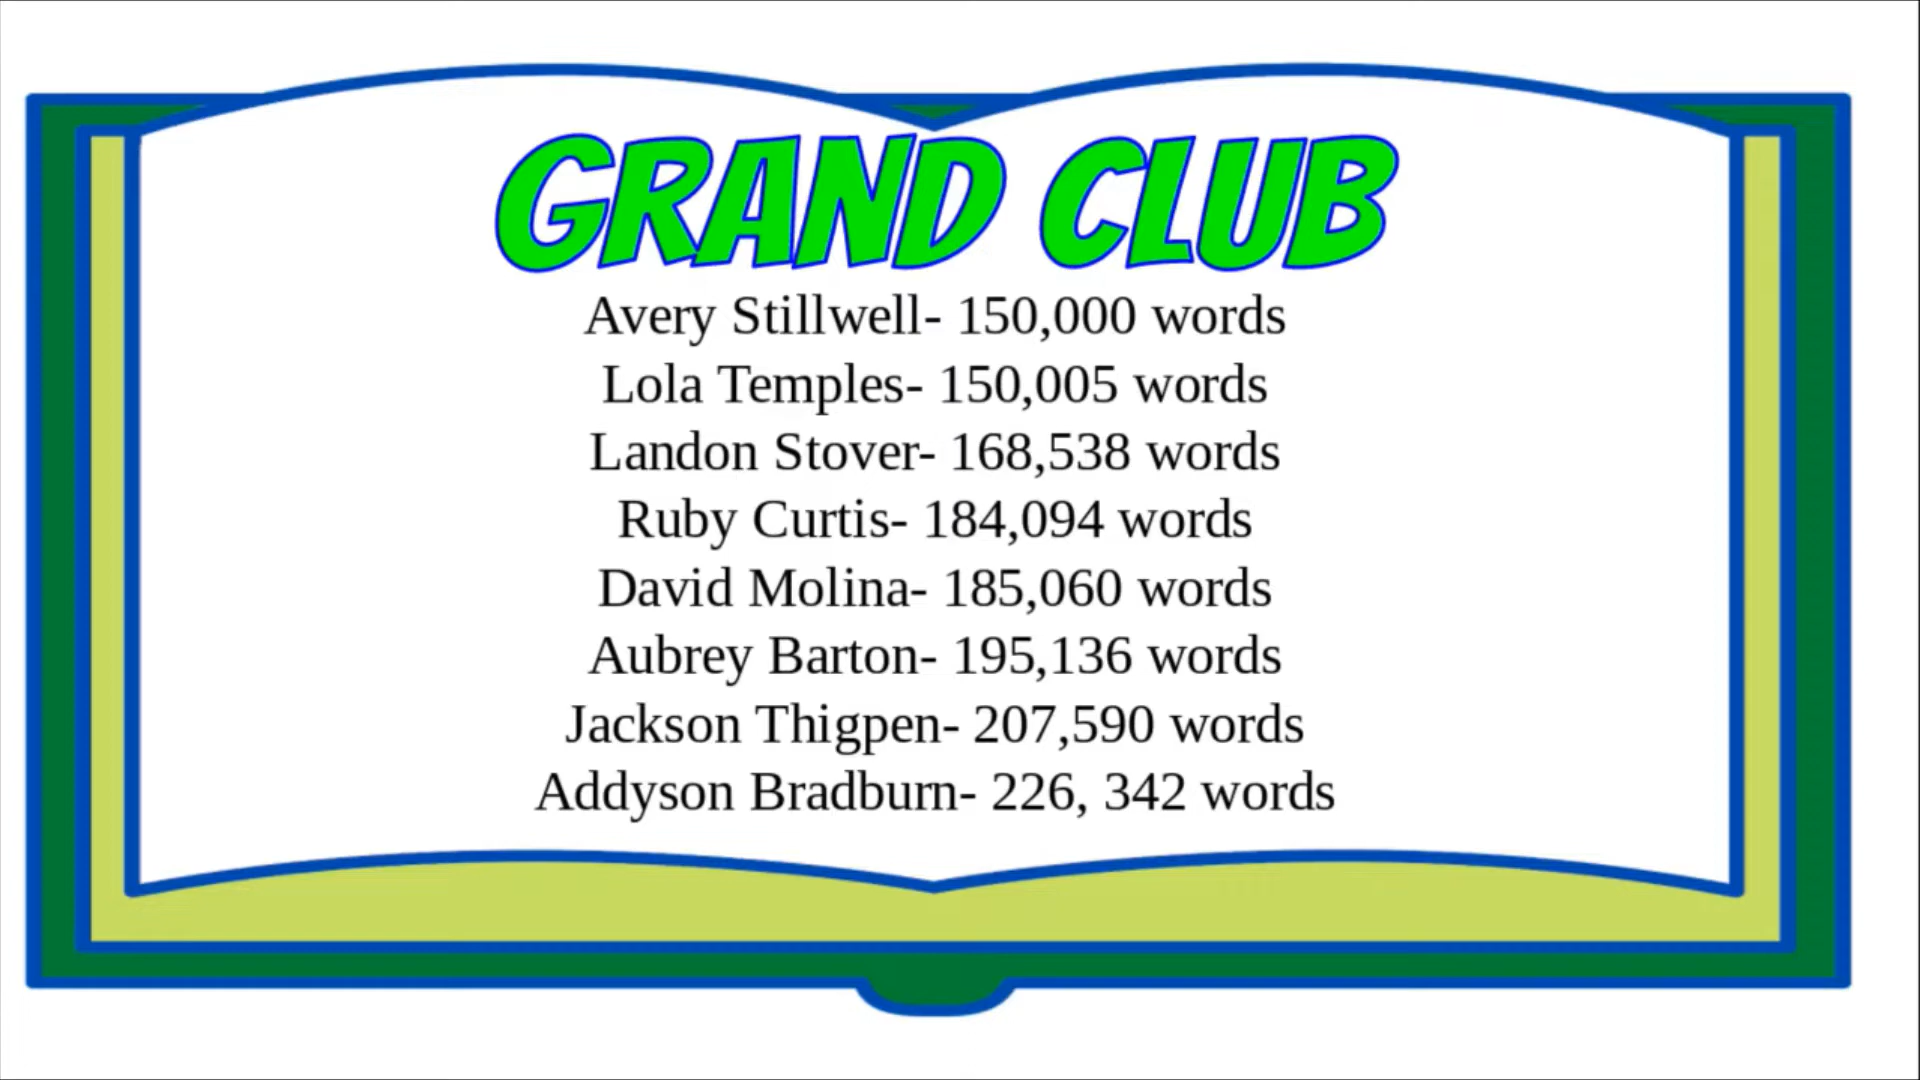 GRAND CLUB
Avery Stillwell- 150,000 words
Lola Temples- 150,005 words
Landon Stover- 168,538 words
Ruby Curtis- 184,094 words
David Molina- 185,060 words
Aubrey Barton- 195,136 words
Jackson Thigpen- 207,590 words
Addyson Bradburn- 226, 342 words